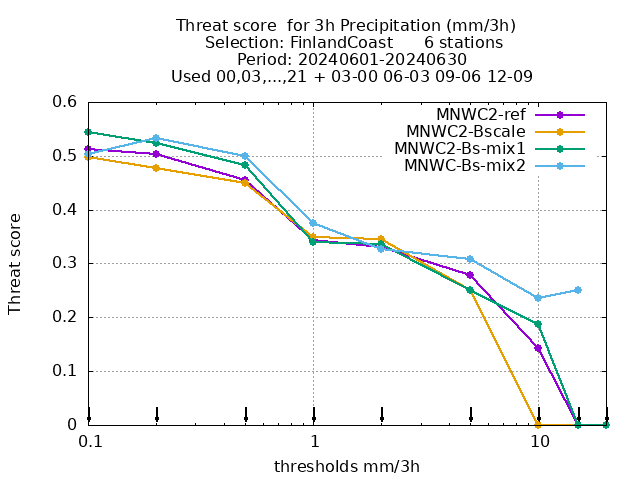 Threat score  for 3h Precipitation (mm/3h)
Selection: FinlandCoast      6 stations
Period: 20240601-20240630
Used 00,03,...,21 + 03-00 06-03 09-06 12-09
MNWC2-ref
MNWC2-Bscale
MNWC2-Bs-mix1
MNWC-Bs-mix2
Threat score
0.6
0.5
0.4
0.3
0.2
0.1
0
0.1 1 10
thresholds mm/3h